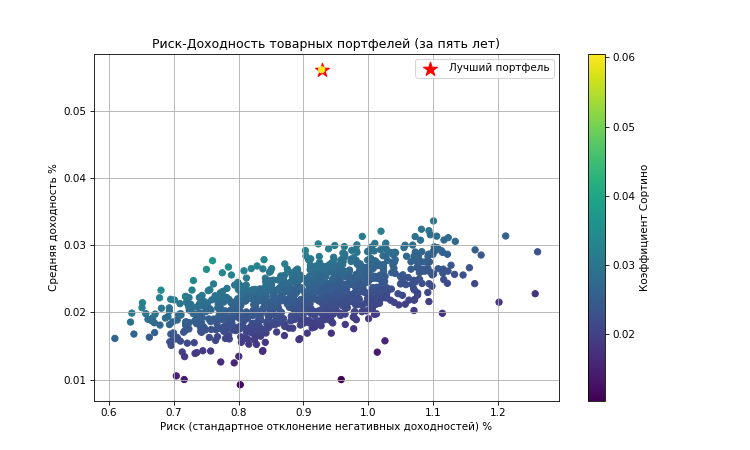 Риск-Доходность товарных портфелей (за пять лет)
Лучший портфель
Средняя доходность %
0.05
0.04
0.03
0.02
0.01
0.6 0.7 0.8 0.9 1.0 1.1 1.2
Риск (стандартное отклонение негативных доходностей) %
0.06
0.05
0.04
0.03
0.02
Коэффициент Сортино